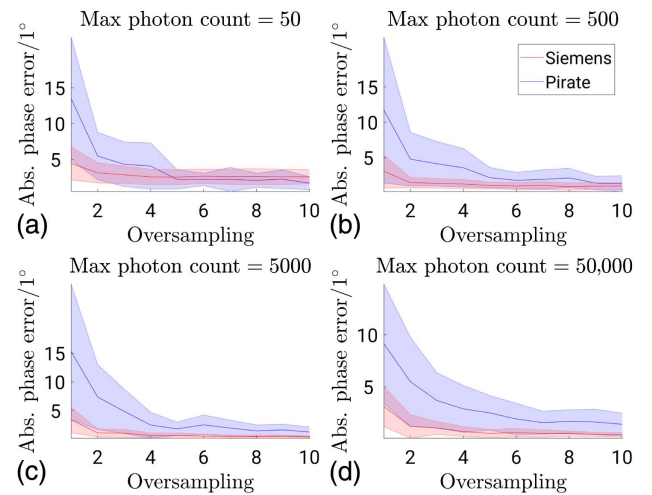 Max photon count = 50
Abs. phase error/1°
15
10
5
2 4 6 8 10
Oversampling
(a)
Max photon count = 500
Abs. phase error/1°
15
10
5
2 4 6 8 10
Oversampling
(b)
Siemens
Pirate
Max photon count = 5000
Abs. phase error/1°
15
10
5
2 4 6 8 10
Oversampling
(c)
Max photon count = 50,000
Abs. phase error/1°
10
5
2 4 6 8 10
Oversampling
(d)